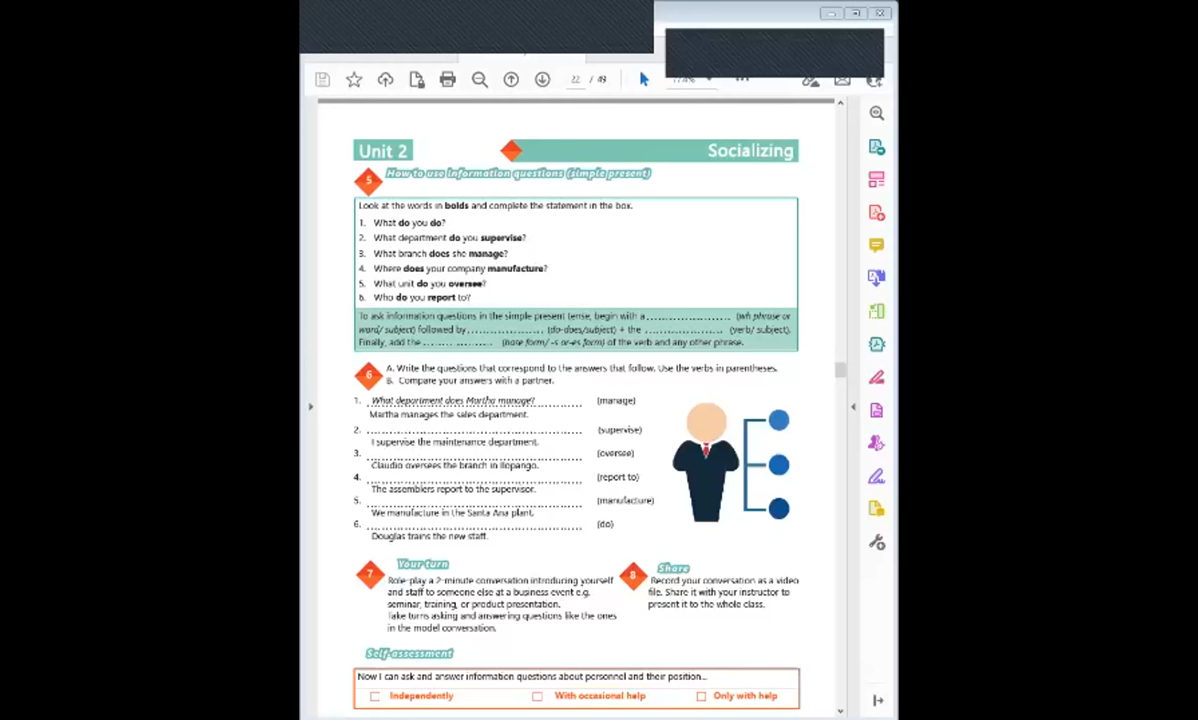 22 / 49
Unit 2
Socializing
5
How to use information questions (simple present)
Look at the words in bolds and complete the statement in the box.
1. What do you do?
2. What department do you supervise?
3. What branch does she manage?
4. Where does your company manufacture?
5. What unit do you oversee?
6. Who do you report to?
To ask information questions in the simple present tense, begin with a ...................... (wh phrase or
word/ subject) followed by .................... (do-does/subject) + the ..................... (verb/ subject).
Finally, add the ................... (base form/ -s or-es form) of the verb and any other phrase.
6
A. Write the questions that correspond to the answers that follow. Use the verbs in parentheses.
B. Compare your answers with a partner.
1. What department does Martha manage? (manage)
Martha manages the sales department.
2. ...................................................... (supervise)
I supervise the maintenance department.
3. ...................................................... (oversee)
Claudio oversees the branch in Ilopango.
4. ...................................................... (report to)
The assemblers report to the supervisor.
5. ...................................................... (manufacture)
We manufacture in the Santa Ana plant.
6. ...................................................... (do)
Douglas trains the new staff.
7
Your turn
Role-play a 2-minute conversation introducing yourself
and staff to someone else at a business event e.g.
seminar, training, or product presentation.
Take turns asking and answering questions like the ones
in the model conversation.
8
Share
Record your conversation as a video
file. Share it with your instructor to
present it to the whole class.
Self-assessment
Now I can ask and answer information questions about personnel and their position...
Independently
With occasional help
Only with help